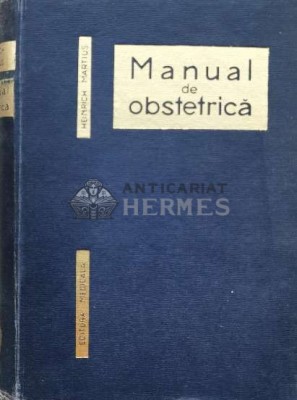 Manual
de
obstetrică
HEINRICH MARTIUS
ANTICARIAT
HERMES
EDITURA MEDICALĂ